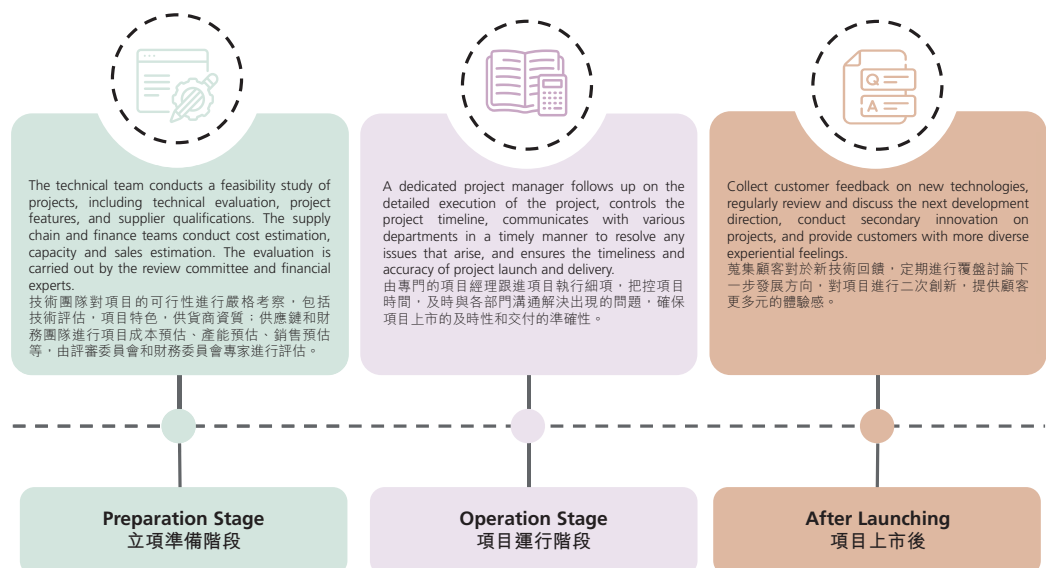 Q
A
The technical team conducts a feasibility study of
projects, including technical evaluation, project
features, and supplier qualifications. The supply
chain and finance teams conduct cost estimation,
capacity and sales estimation. The evaluation is
carried out by the review committee and financial
experts.
技術團隊對項目的可行性進行嚴格考察，包括
技術評估，項目特色，供貨商資質；供應鏈和財
務團隊進行項目成本預估、產能預估、銷售預估
等，由評審委員會和財務委員會專家進行評估。
A dedicated project manager follows up on the
detailed execution of the project, controls the
project timeline, communicates with various
departments in a timely manner to resolve any
issues that arise, and ensures the timeliness and
accuracy of project launch and delivery.
由專門的項目經理跟進項目執行細項，把控項目
時間，及時與各部門溝通解決出現的問題，確保
項目上市的及時性和交付的準確性。
Collect customer feedback on new technologies,
regularly review and discuss the next development
direction, conduct secondary innovation on
projects, and provide customers with more diverse
experiential feelings.
蒐集顧客對於新技術回饋，定期進行覆盤討論下
一步發展方向，對項目進行二次創新，提供顧客
更多元的體驗感。
Preparation Stage
立項準備階段
Operation Stage
項目運行階段
After Launching
項目上市後